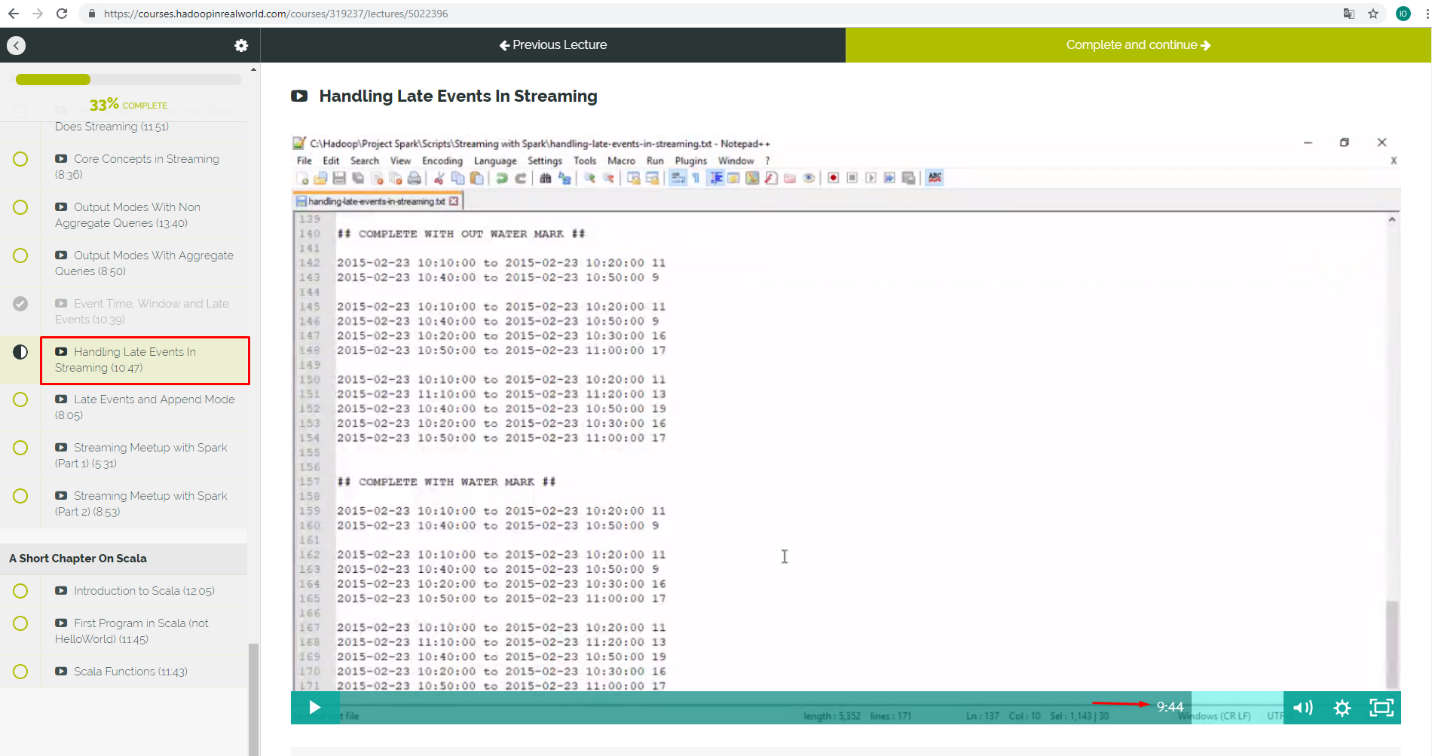 https://courses.hadoopinrealworld.com/courses/319237/lectures/5022396
Previous Lecture
Complete and continue
33% COMPLETE
Does Streaming (11:51)
Core Concepts in Streaming
(8:36)
Output Modes With Non
Aggregate Queries (13:40)
Output Modes With Aggregate
Queries (8:50)
Event Time, Window and Late
Events (10:39)
Handling Late Events In
Streaming (10:47)
Late Events and Append Mode
(8:05)
Streaming Meetup with Spark
(Part 1) (5:31)
Streaming Meetup with Spark
(Part 2) (8:53)
A Short Chapter On Scala
Introduction to Scala (12:05)
First Program in Scala (not
HelloWorld) (11:45)
Scala Functions (11:43)
Handling Late Events In Streaming
C:\Hadoop\Project Spark\Scripts\Streaming with Spark\handling-late-events-in-streaming.txt - Notepad++
File Edit Search View Encoding Language Settings Tools Macro Run Plugins Window ? X
ABC
handling-late-events-in-streaming.txt
139
140 ## COMPLETE WITH OUT WATER MARK ##
141
142 2015-02-23 10:10:00 to 2015-02-23 10:20:00 11
143 2015-02-23 10:40:00 to 2015-02-23 10:50:00 9
144
145 2015-02-23 10:10:00 to 2015-02-23 10:20:00 11
146 2015-02-23 10:40:00 to 2015-02-23 10:50:00 9
147 2015-02-23 10:20:00 to 2015-02-23 10:30:00 16
148 2015-02-23 10:50:00 to 2015-02-23 11:00:00 17
149
150 2015-02-23 10:10:00 to 2015-02-23 10:20:00 11
151 2015-02-23 11:10:00 to 2015-02-23 11:20:00 13
152 2015-02-23 10:40:00 to 2015-02-23 10:50:00 19
153 2015-02-23 10:20:00 to 2015-02-23 10:30:00 16
154 2015-02-23 10:50:00 to 2015-02-23 11:00:00 17
155
156
157 ## COMPLETE WITH WATER MARK ##
158
159 2015-02-23 10:10:00 to 2015-02-23 10:20:00 11
160 2015-02-23 10:40:00 to 2015-02-23 10:50:00 9
161
162 2015-02-23 10:10:00 to 2015-02-23 10:20:00 11
163 2015-02-23 10:40:00 to 2015-02-23 10:50:00 9
164 2015-02-23 10:20:00 to 2015-02-23 10:30:00 16
165 2015-02-23 10:50:00 to 2015-02-23 11:00:00 17
166
167 2015-02-23 10:10:00 to 2015-02-23 10:20:00 11
168 2015-02-23 11:10:00 to 2015-02-23 11:20:00 13
169 2015-02-23 10:40:00 to 2015-02-23 10:50:00 19
170 2015-02-23 10:20:00 to 2015-02-23 10:30:00 16
171 2015-02-23 10:50:00 to 2015-02-23 11:00:00 17
9:44
file length : 5,352 lines : 171 Ln : 137 Col : 10 Sel : 1,143 | 30 Windows (CR LF) UTF